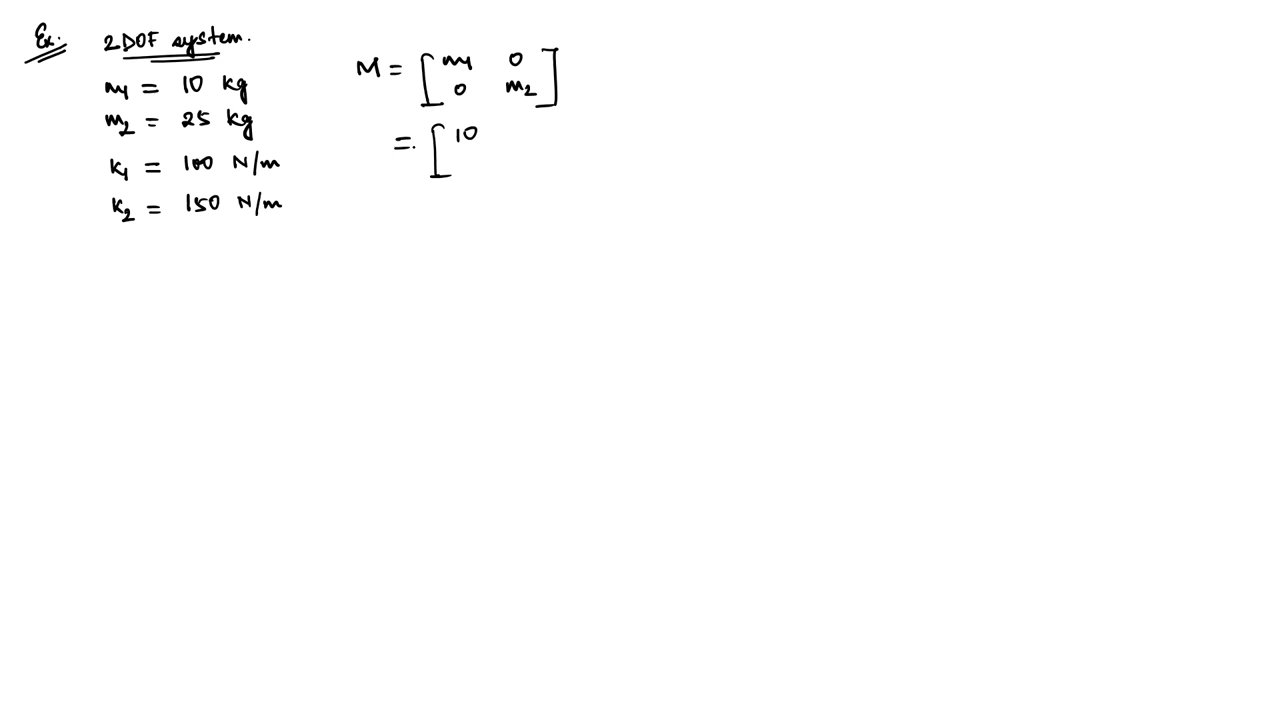 Ex. 2DOF system.
m₁ = 10 kg
m₂ = 25 kg
k₁ = 100 N/m
k₂ = 150 N/m
M = [ m₁ 0
0 m₂ ]
= [ 10